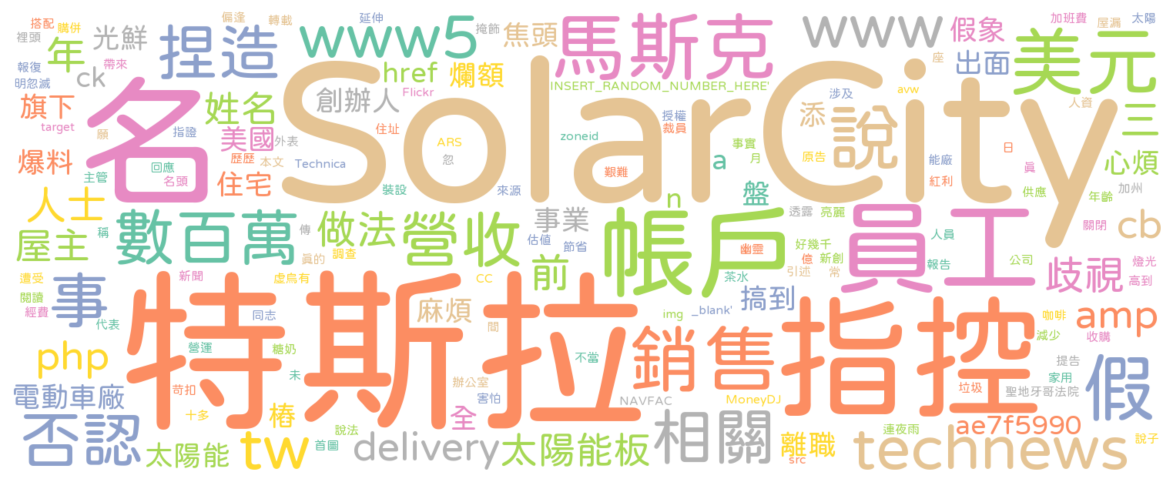 搭配
偏逢
轉載
延伸
掩飾
www
加班費
屋漏
太陽
裡頭
購併
年
光鮮
捏造
www5
焦頭
馬斯克
假象
美元
座
報復
帶來
ck
href
爛額
出面
明忽滅
Flickr
INSERT_RANDOM_NUMBER_HERE'
涉及
avw
人資
旗下
姓名
創辦人
SolarCity
授權
添
說
三
target
願
指證
美國
外表
住址
ARS
zoneid
裁員
事實
a
爆料
名
回應
歷歷
本文
Technica
忽
艱難
月
原告
能廠
日
真
心煩
主管
名頭
住宅
裝設
來源
n
盤
紅利
供應
年齡
加州
人士
數百萬
做法
營收
事業
帳戶
透露
亮麗
員工
人員
關閉
cb
屋主
稱
傳
真的
調查
估值
節省
前
幽靈
好幾千
億
新創
報告
公司
歧視
燈光
遭受
新聞
虛烏有
CC
茶水
引述
常
高到
閱讀
經費
事
代表
特斯拉
同志
麻煩
間
img
_blank'
搞到
指控
咖啡
amp
php
營運
糖奶
未
不當
銷售
減少
收購
電動車廠
苛扣
辦公室
害怕
NAVFAC
MoneyDJ
垃圾
提告
家用
聖地牙哥法院
假
否認
十多
樁
說法
全
相關
ae7f5990
太陽能
tw
首圖
delivery
太陽能板
離職
src
連夜雨
technews
說子